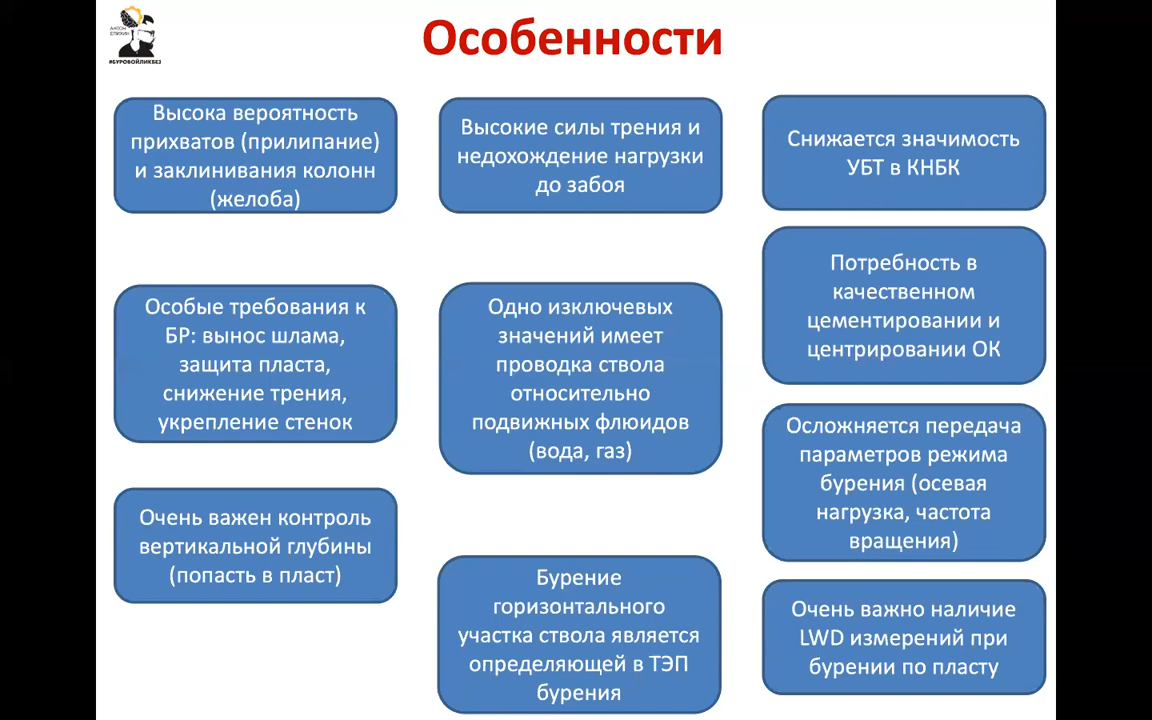 АНТОН
ЕПИХИН
#БУРОВОЙЛИКБЕЗ
Особенности
Высока вероятность
прихватов (прилипание)
и заклинивания колонн
(желоба)
Высокие силы трения и
недохождение нагрузки
до забоя
Снижается значимость
УБТ в КНБК
Особые требования к
БР: вынос шлама,
защита пласта,
снижение трения,
укрепление стенок
Одно изключевых
значений имеет
проводка ствола
относительно
подвижных флюидов
(вода, газ)
Потребность в
качественном
цементировании и
центрировании ОК
Осложняется передача
параметров режима
бурения (осевая
нагрузка, частота
вращения)
Очень важен контроль
вертикальной глубины
(попасть в пласт)
Бурение
горизонтального
участка ствола является
определяющей в ТЭП
бурения
Очень важно наличие
LWD измерений при
бурении по пласту